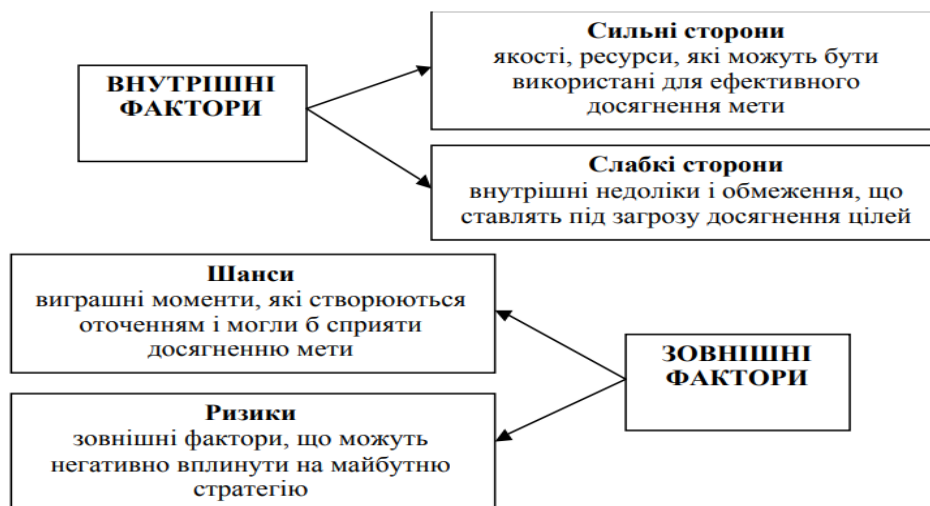 ВНУТРІШНІ
ФАКТОРИ
Сильні сторони
якості, ресурси, які можуть бути
використані для ефективного
досягнення мети
Слабкі сторони
внутрішні недоліки і обмеження, що
ставлять під загрозу досягнення цілей
Шанси
виграшні моменти, які створюються
оточенням і могли б сприяти
досягненню мети
ЗОВНІШНІ
ФАКТОРИ
Ризики
зовнішні фактори, що можуть
негативно вплинути на майбутню
стратегію